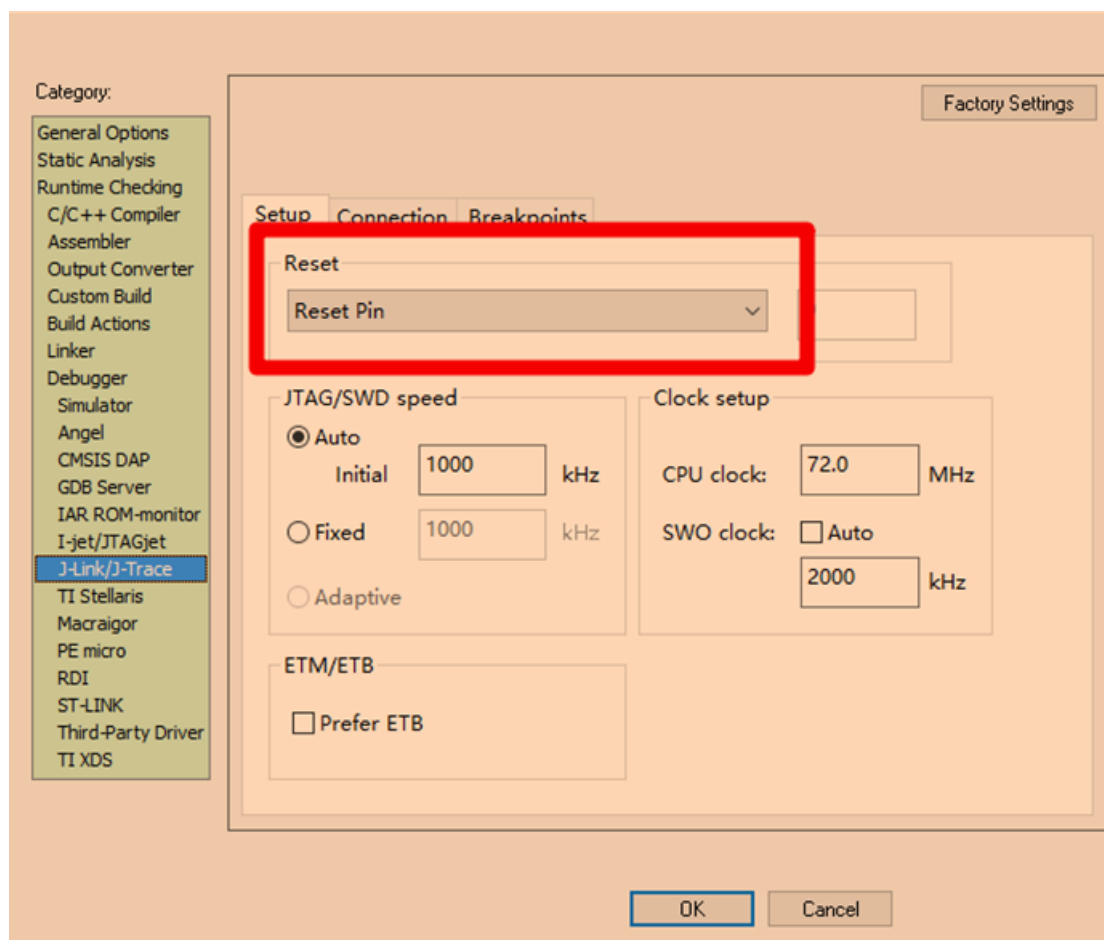 Category:
General Options
Static Analysis
Runtime Checking
C/C++ Compiler
Assembler
Output Converter
Custom Build
Build Actions
Linker
Debugger
Simulator
Angel
CMSIS DAP
GDB Server
IAR ROM-monitor
I-jet/JTAGjet
J-Link/J-Trace
TI Stellaris
Macraigor
PE micro
RDI
ST-LINK
Third-Party Driver
TI XDS
Factory Settings
Setup Connection Breakpoints
Reset
Reset Pin
JTAG/SWD speed
Auto
Initial 1000 kHz
Fixed 1000 kHz
Adaptive
Clock setup
CPU clock: 72.0 MHz
SWO clock: Auto
2000 kHz
ETM/ETB
Prefer ETB
OK Cancel